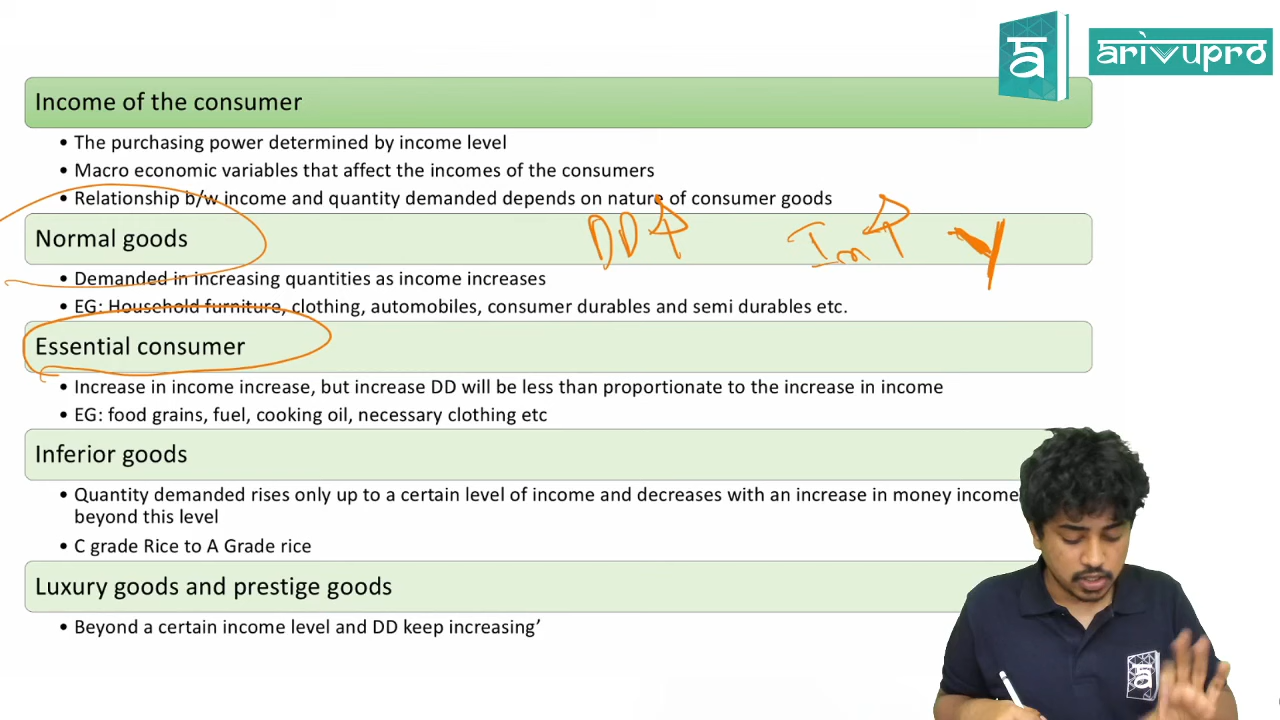 arivupro
Income of the consumer
• The purchasing power determined by income level
• Macro economic variables that affect the incomes of the consumers
• Relationship b/w income and quantity demanded depends on nature of consumer goods
Normal goods
DD↑ Im↑ Y
• Demanded in increasing quantities as income increases
• EG: Household furniture, clothing, automobiles, consumer durables and semi durables etc.
Essential consumer
• Increase in income increase, but increase DD will be less than proportionate to the increase in income
• EG: food grains, fuel, cooking oil, necessary clothing etc
Inferior goods
• Quantity demanded rises only up to a certain level of income and decreases with an increase in money income
beyond this level
• C grade Rice to A Grade rice
Luxury goods and prestige goods
• Beyond a certain income level and DD keep increasing’